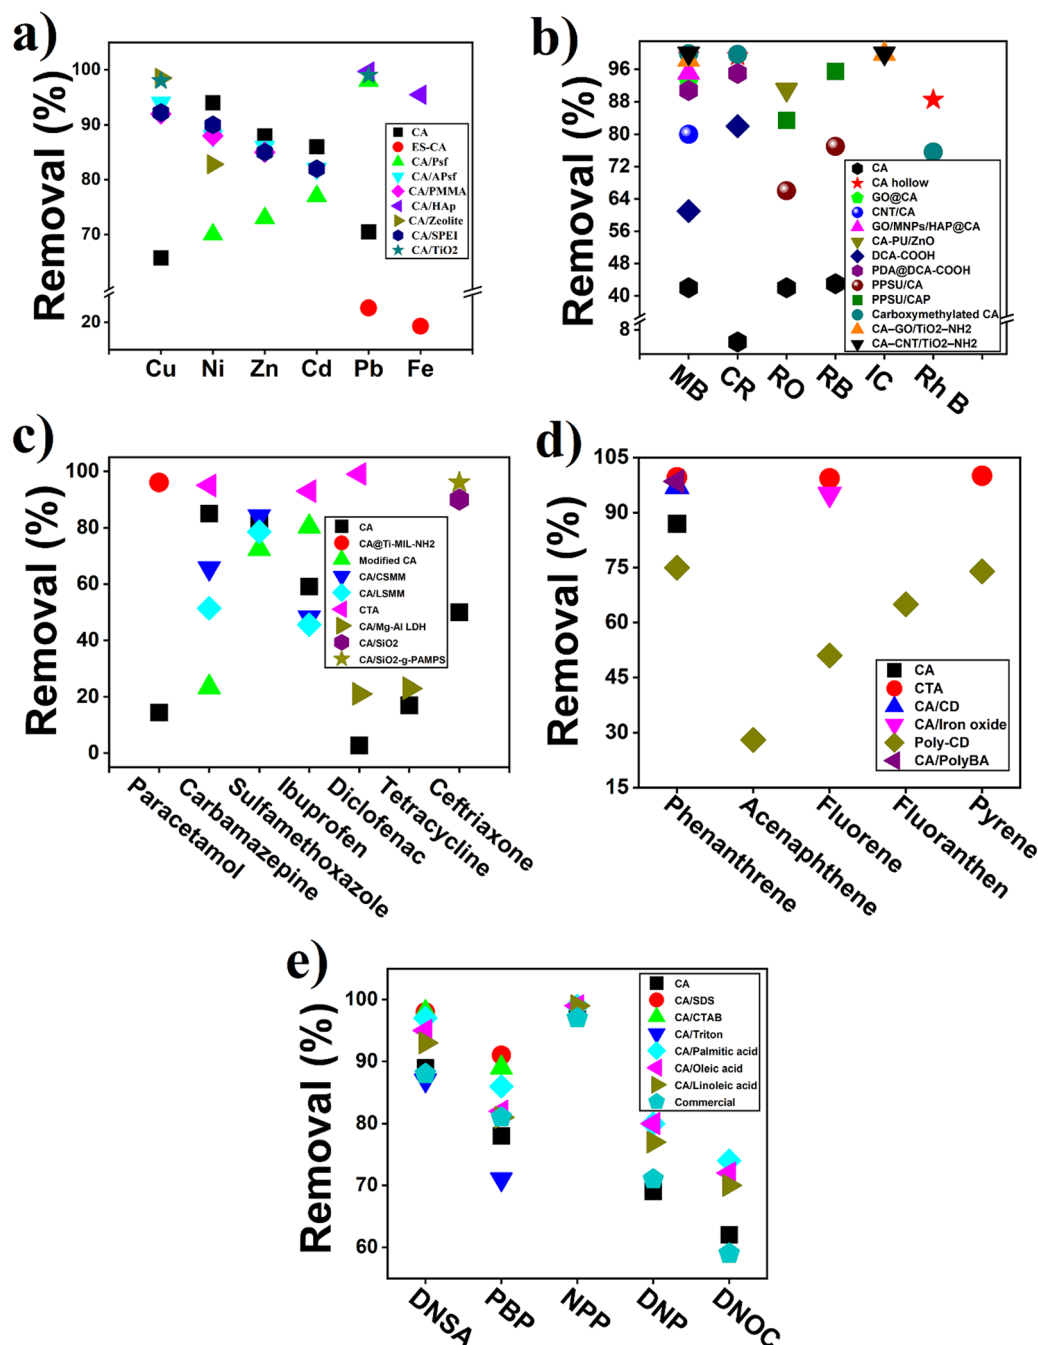 a)
Removal (%)
100
90
80
70
20
Cu Ni Zn Cd Pb Fe
CA
ES-CA
CA/Psf
CA/APsf
CA/PMMA
CA/HAp
CA/Zeolite
CA/SPEI
CA/TiO2
b)
Removal (%)
96
88
80
72
64
56
48
40
8
MB CR RO RB IC Rh B
CA
CA hollow
GO@CA
CNT/CA
GO/MNPs/HAP@CA
CA-PU/ZnO
DCA-COOH
PDA@DCA-COOH
PPSU/CA
PPSU/CAP
Carboxymethylated CA
CA–GO/TiO2–NH2
CA–CNT/TiO2–NH2
c)
Removal (%)
100
80
60
40
20
0
Paracetamol
Carbamazepine
Sulfamethoxazole
Ibuprofen
Diclofenac
Tetracycline
Ceftriaxone
CA
CA@Ti-MIL-NH2
Modified CA
CA/CSMM
CA/LSMM
CTA
CA/Mg-Al LDH
CA/SiO2
CA/SiO2-g-PAMPS
d)
Removal (%)
105
90
75
60
45
30
15
Phenanthrene
Acenaphthene
Fluorene
Fluoranthen
Pyrene
CA
CTA
CA/CD
CA/Iron oxide
Poly-CD
CA/PolyBA
e)
Removal (%)
100
90
80
70
60
DNSA PBP NPP DNP DNOC
CA
CA/SDS
CA/CTAB
CA/Triton
CA/Palmitic acid
CA/Oleic acid
CA/Linoleic acid
Commercial